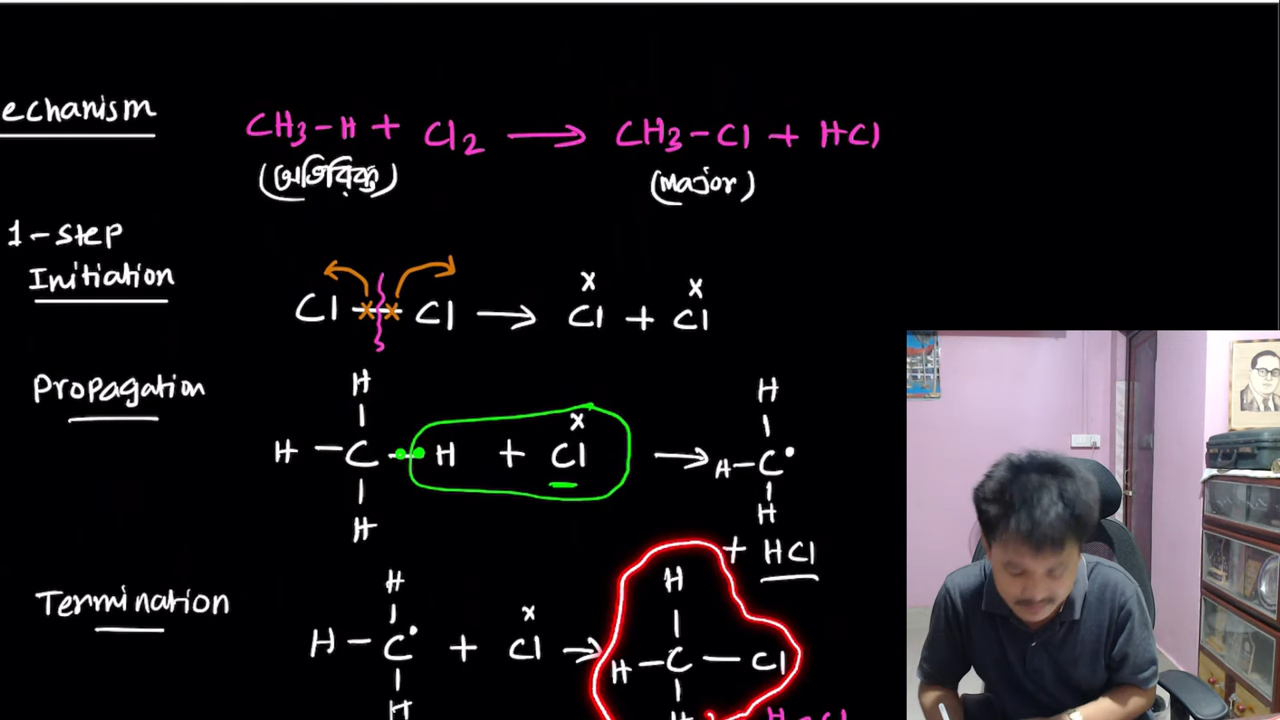 echanism
CH3-H + Cl2 → CH3-Cl + HCl
(অতিরিক্ত) (Major)
1-step
Initiation
Cl - Cl → Cl + Cl
x x
Propagation
H
H - C - H + Cl → H-C•
H
+ HCl
Termination
H
H - C• + Cl → H-C-Cl
H